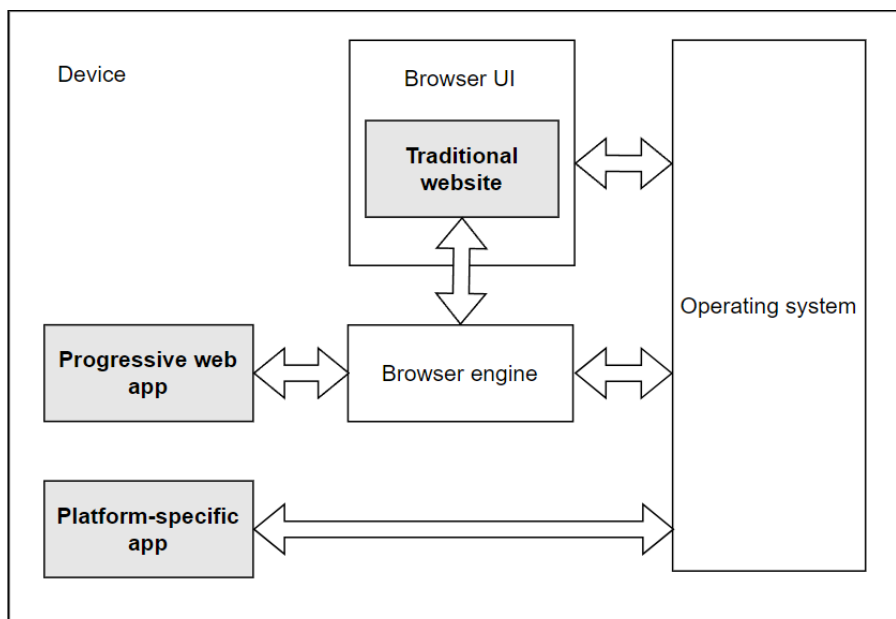 Device
Browser UI
Traditional
website
Operating system
Progressive web
app
Browser engine
Platform-specific
app